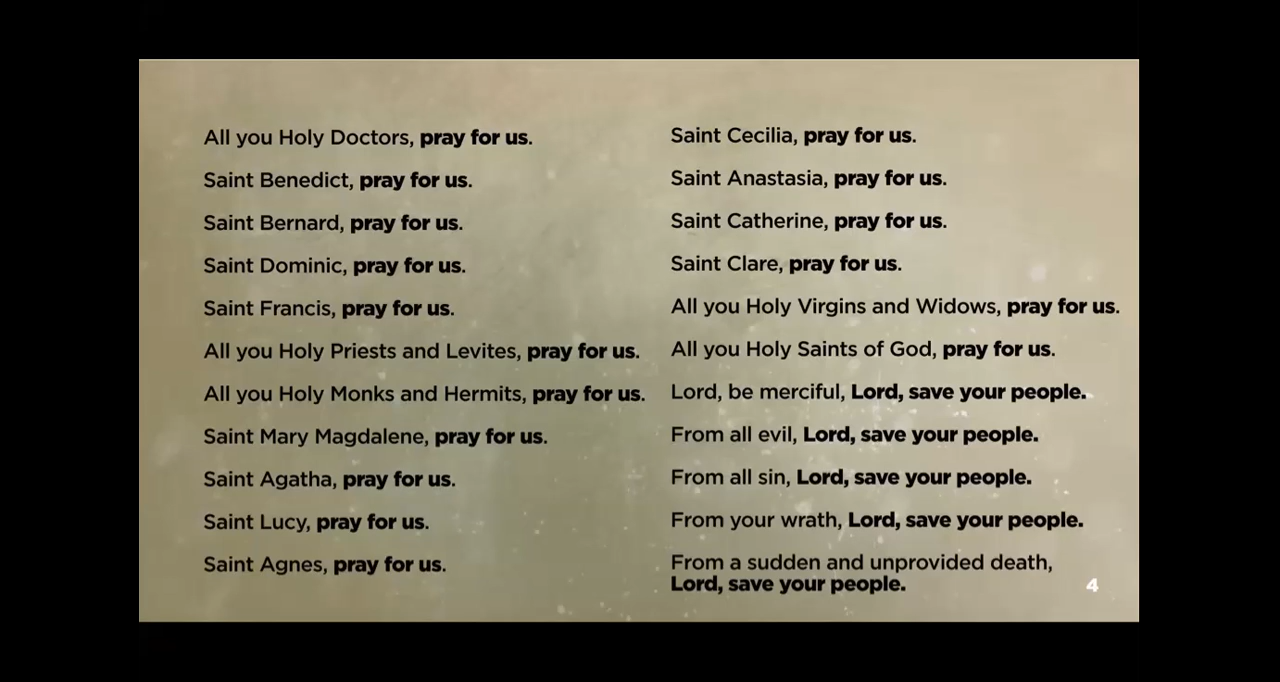 All you Holy Doctors, pray for us.
Saint Benedict, pray for us.
Saint Bernard, pray for us.
Saint Dominic, pray for us.
Saint Francis, pray for us.
All you Holy Priests and Levites, pray for us.
All you Holy Monks and Hermits, pray for us.
Saint Mary Magdalene, pray for us.
Saint Agatha, pray for us.
Saint Lucy, pray for us.
Saint Agnes, pray for us.
Saint Cecilia, pray for us.
Saint Anastasia, pray for us.
Saint Catherine, pray for us.
Saint Clare, pray for us.
All you Holy Virgins and Widows, pray for us.
All you Holy Saints of God, pray for us.
Lord, be merciful, Lord, save your people.
From all evil, Lord, save your people.
From all sin, Lord, save your people.
From your wrath, Lord, save your people.
From a sudden and unprovided death,
Lord, save your people.
4